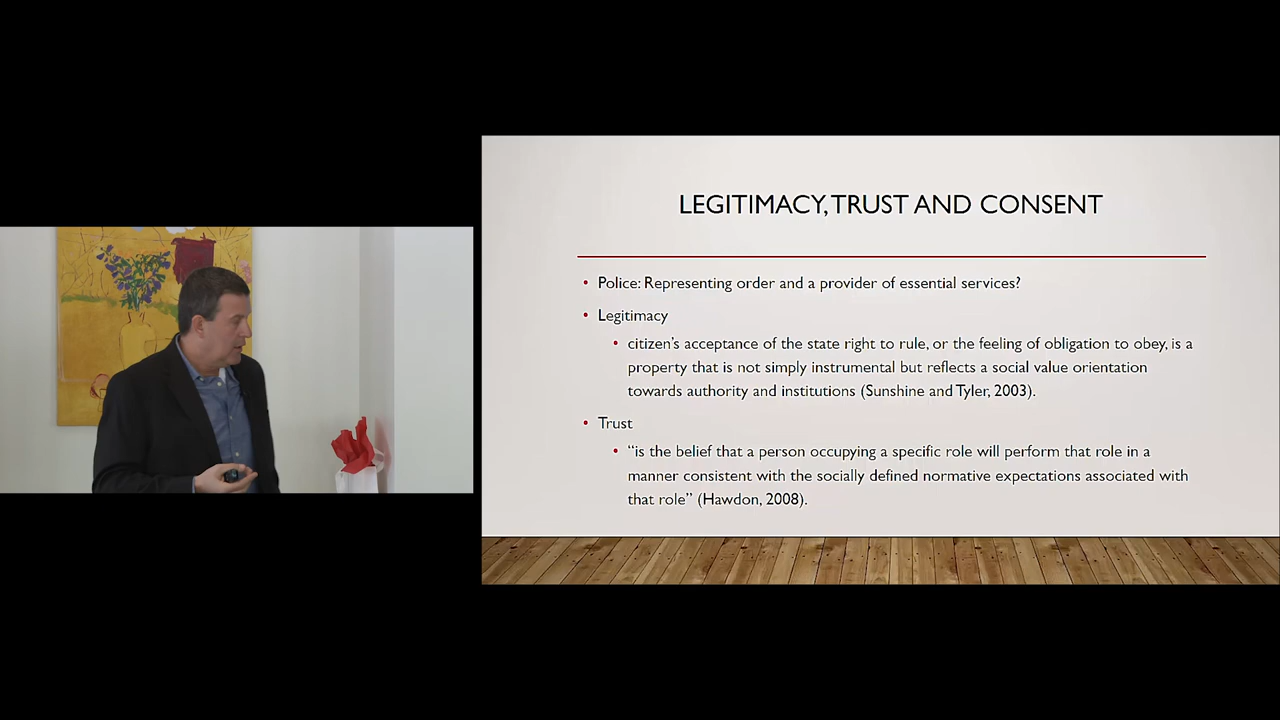 LEGITIMACY, TRUST AND CONSENT
• Police: Representing order and a provider of essential services?
• Legitimacy
• citizen’s acceptance of the state right to rule, or the feeling of obligation to obey, is a
property that is not simply instrumental but reflects a social value orientation
towards authority and institutions (Sunshine and Tyler, 2003).
• Trust
• “is the belief that a person occupying a specific role will perform that role in a
manner consistent with the socially defined normative expectations associated with
that role” (Hawdon, 2008).